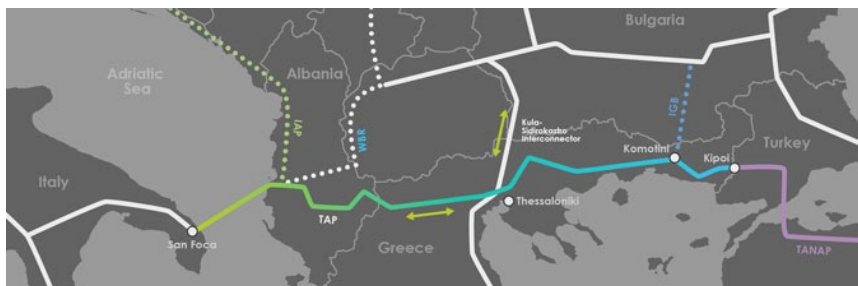 Bulgaria
Adriatic
Sea
Albania
IAP
WBR
Kula-
Sidirokastro
Interconnector
IGB
Turkey
Komotini
Kipoi
Italy
Thessaloniki
TAP
San Foca
Greece
TANAP